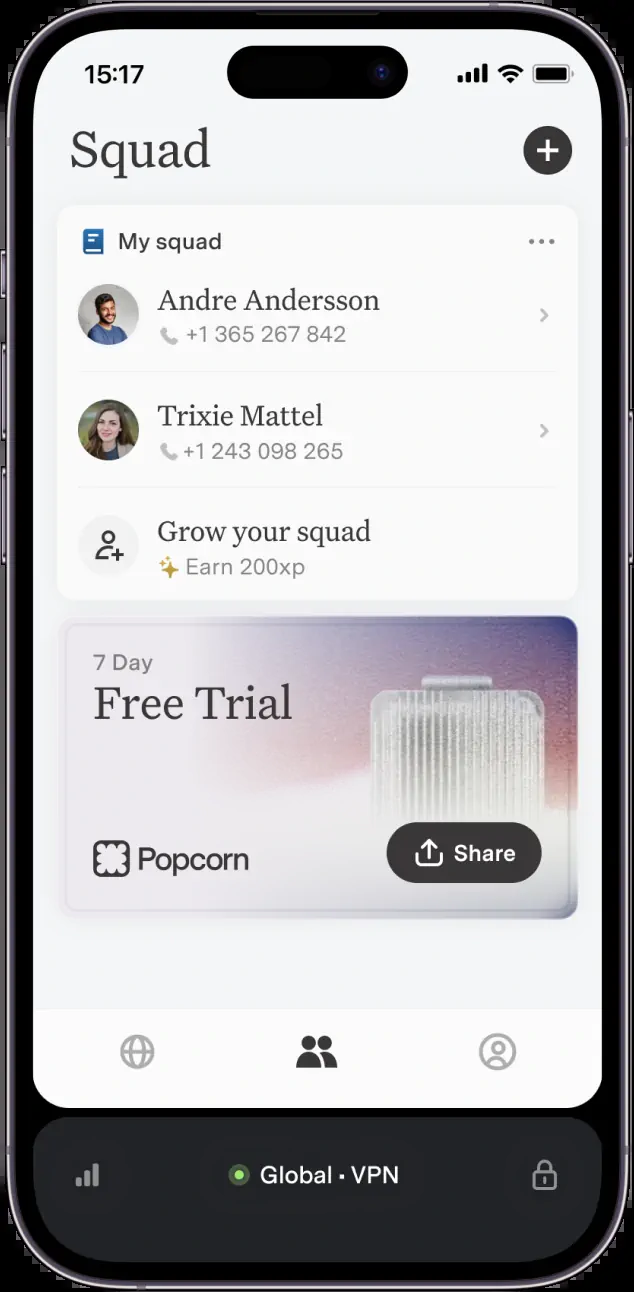 15:17
Squad
My squad
Andre Andersson
+1 365 267 842
Trixie Mattel
+1 243 098 265
Grow your squad
Earn 200xp
7 Day
Free Trial
Popcorn
Share
Global · VPN